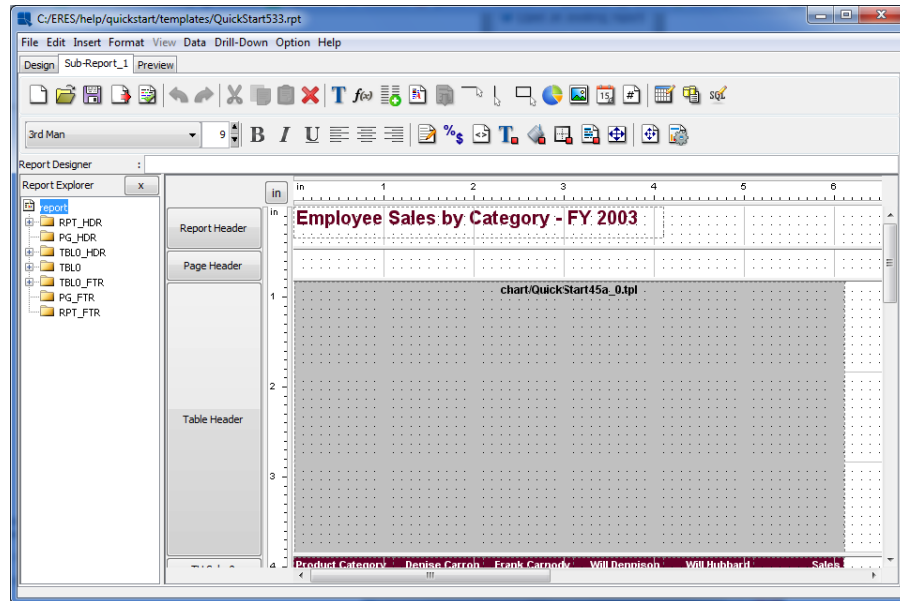 C:/ERES/help/quickstart/templates/QuickStart533.rpt
File Edit Insert Format View Data Drill-Down Option Help
Design Sub-Report_1 Preview
T f(x) 15 # SQL
3rd Man 9 B I U %$ <> T
Report Designer :
Report Explorer x
in
in 1 2 3 4 5 6
report
RPT_HDR
PG_HDR
TBL0_HDR
TBL0
TBL0_FTR
PG_FTR
RPT_FTR
in
Report Header
Employee Sales by Category - FY 2003
Page Header
1
chart/QuickStart45a_0.tpl
2
Table Header
3
4
Product Category Denise Carron Frank Carnody Will Dennison Will Hubbard Sales